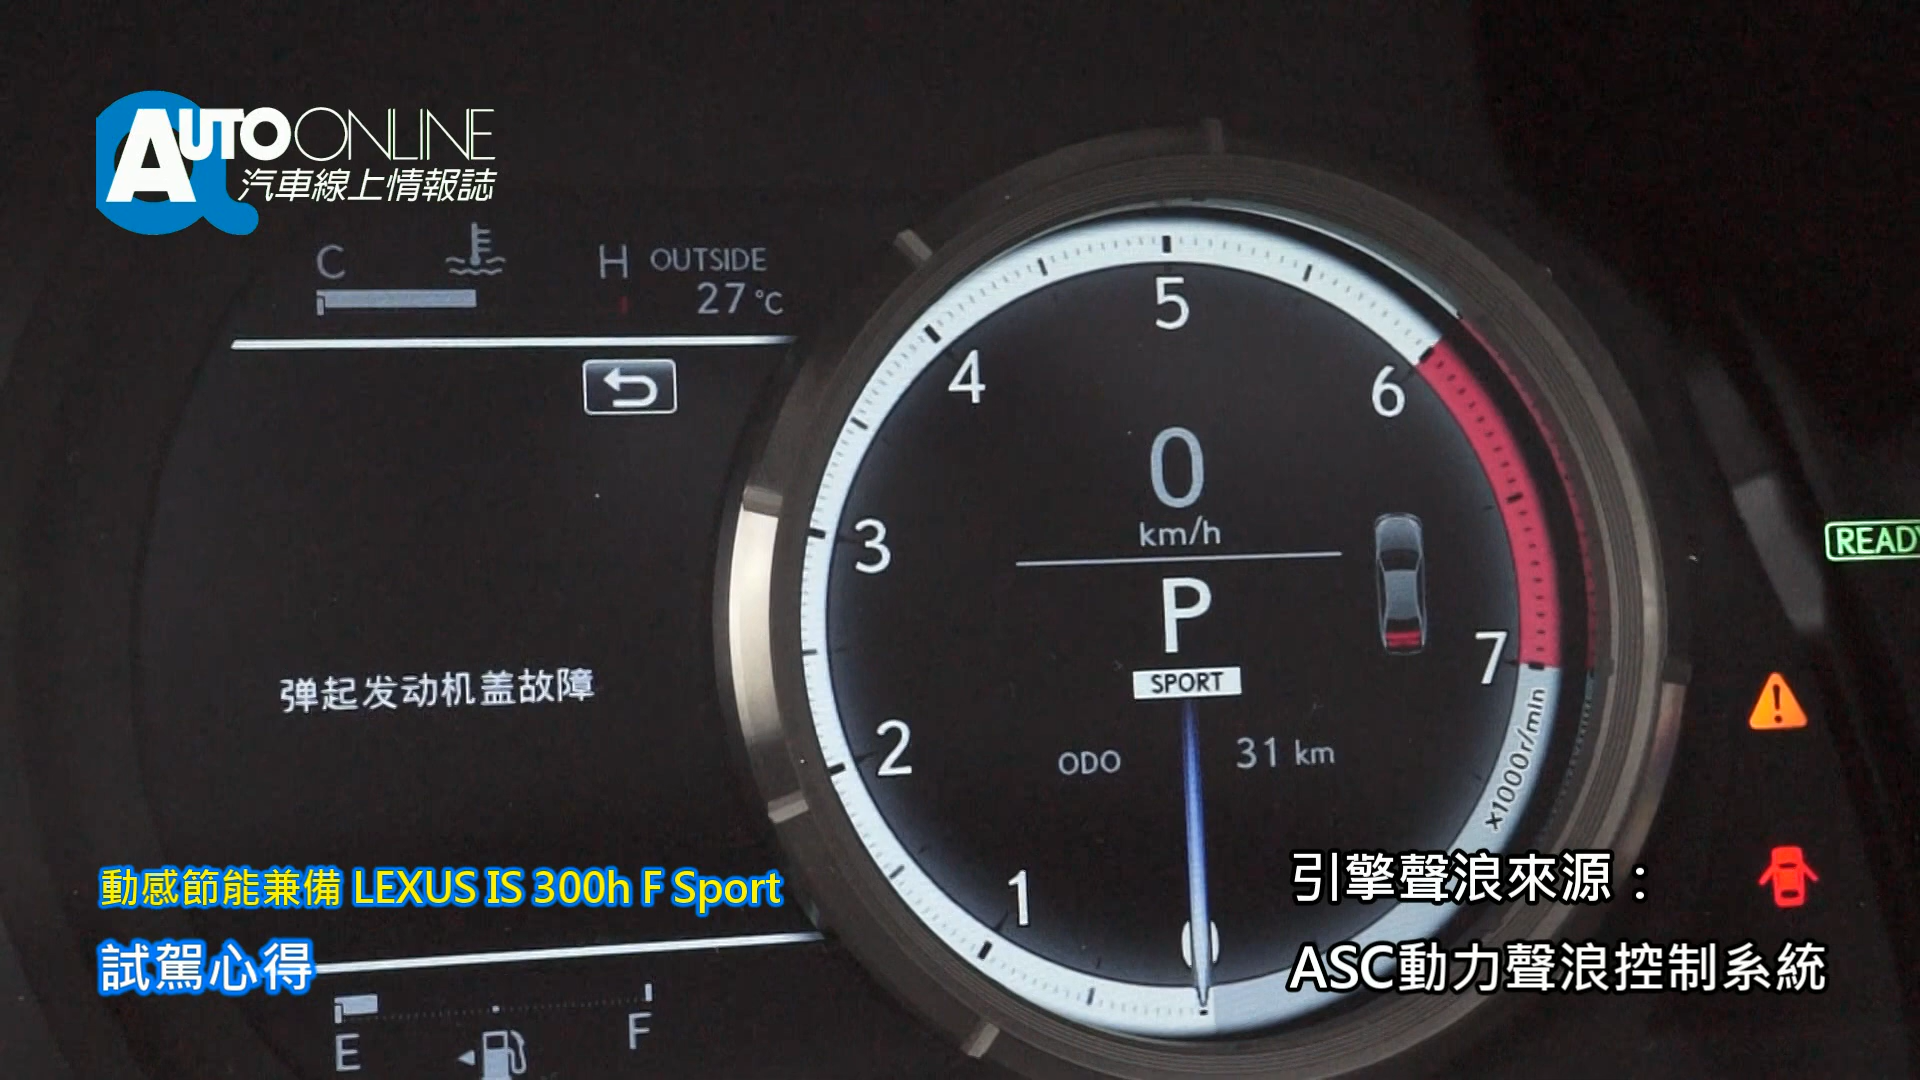 AUTO ONLINE
汽車線上情報誌
C H OUTSIDE
27°C
5
4
6
0
km/h
3
READY
P
7
SPORT
弹起发动机盖故障
2
ODO 31 km
x1000r/min
1
動感節能兼備 LEXUS IS 300h F Sport
試駕心得
引擎聲浪來源：
ASC動力聲浪控制系統
E F